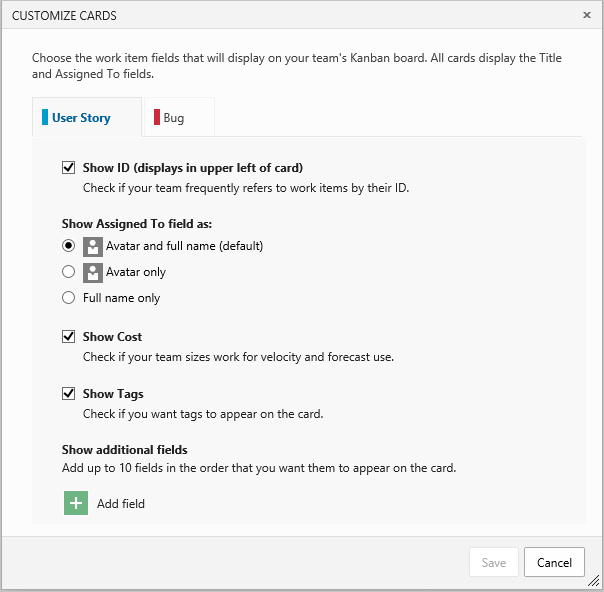 CUSTOMIZE CARDS
Choose the work item fields that will display on your team's Kanban board. All cards display the Title
and Assigned To fields.
User Story
Bug
Show ID (displays in upper left of card)
Check if your team frequently refers to work items by their ID.
Show Assigned To field as:
Avatar and full name (default)
Avatar only
Full name only
Show Cost
Check if your team sizes work for velocity and forecast use.
Show Tags
Check if you want tags to appear on the card.
Show additional fields
Add up to 10 fields in the order that you want them to appear on the card.
Add field
Save
Cancel